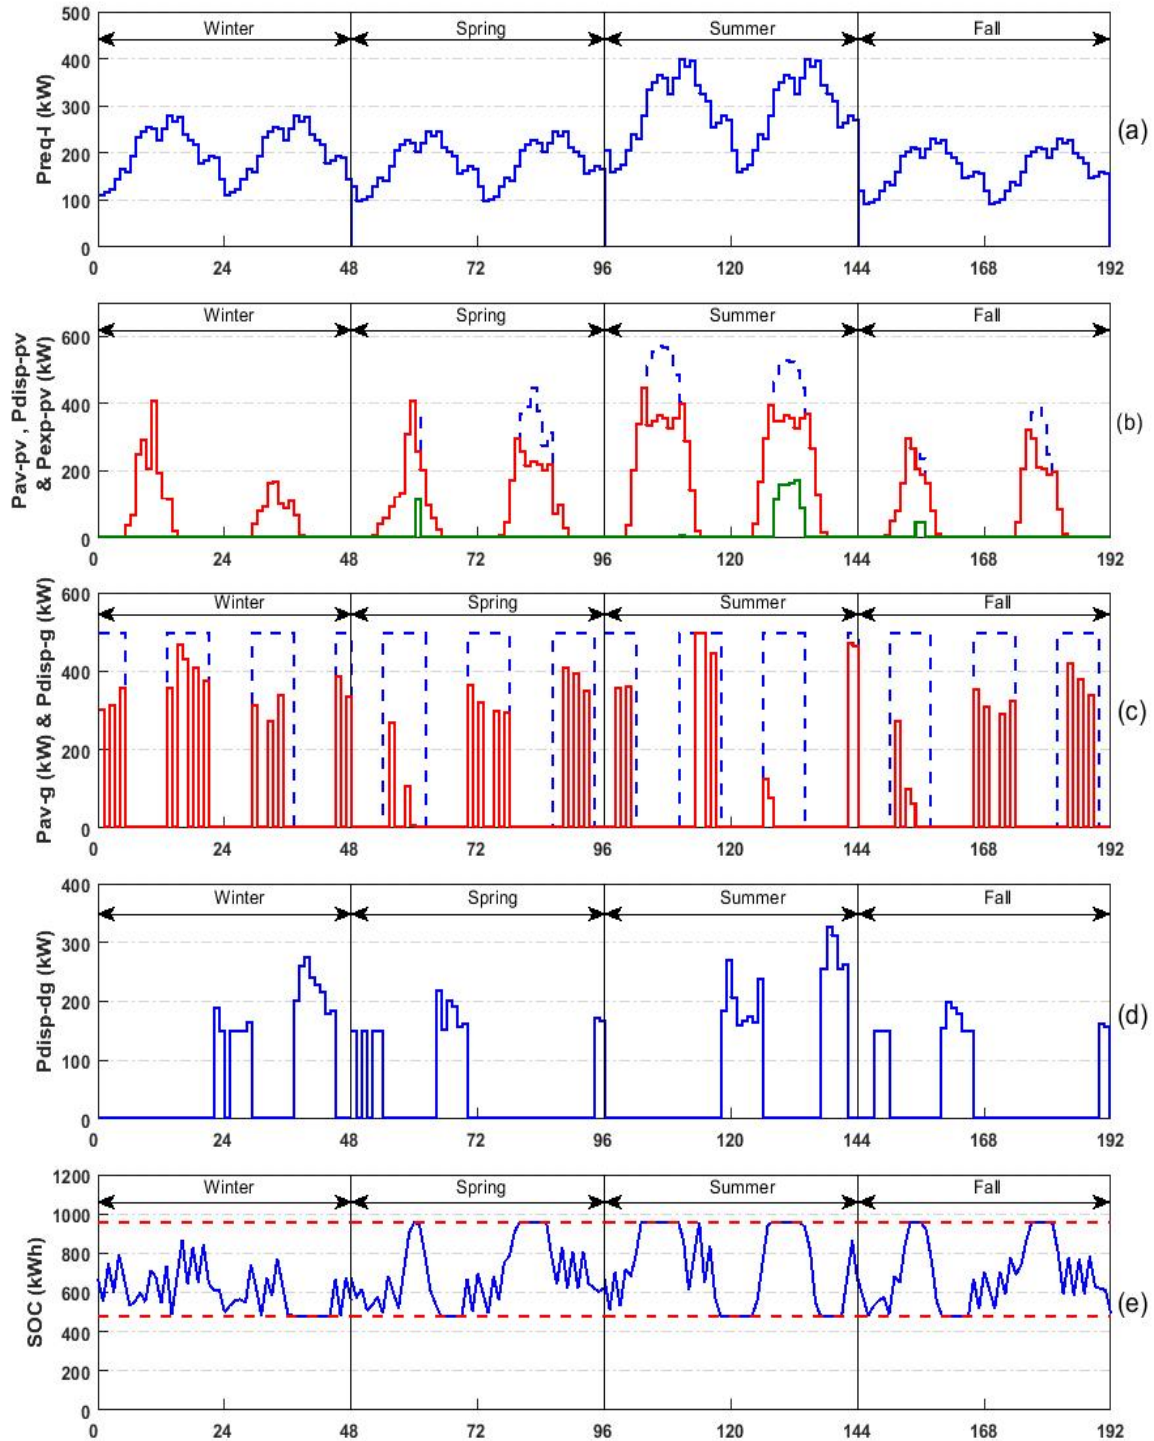 500
400
300
200
100
0
Preq-l (kW)
Winter Spring Summer Fall
(a)
0 24 48 72 96 120 144 168 192
600
400
200
0
Pav-pv , Pdisp-pv
& Pexp-pv (kW)
Winter Spring Summer Fall
(b)
0 24 48 72 96 120 144 168 192
600
400
200
0
Pav-g (kW) & Pdisp-g (kW)
Winter Spring Summer Fall
(c)
0 24 48 72 96 120 144 168 192
400
300
200
100
0
Pdisp-dg (kW)
Winter Spring Summer Fall
(d)
0 24 48 72 96 120 144 168 192
1200
1000
800
600
400
200
0
SOC (kWh)
Winter Spring Summer Fall
(e)
0 24 48 72 96 120 144 168 192